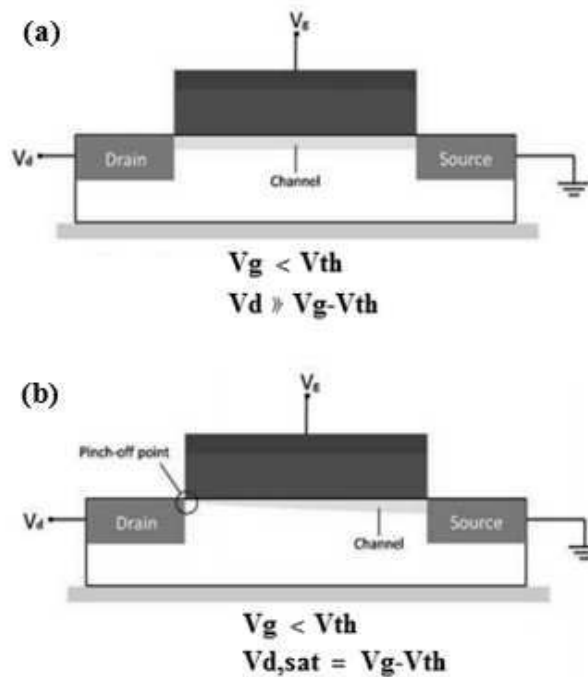 (a)
Vg
Vd
Drain
Channel
Source
Vg < Vth
Vd » Vg-Vth
(b)
Vg
Pinch-off point
Vd
Drain
Channel
Source
Vg < Vth
Vd,sat = Vg-Vth